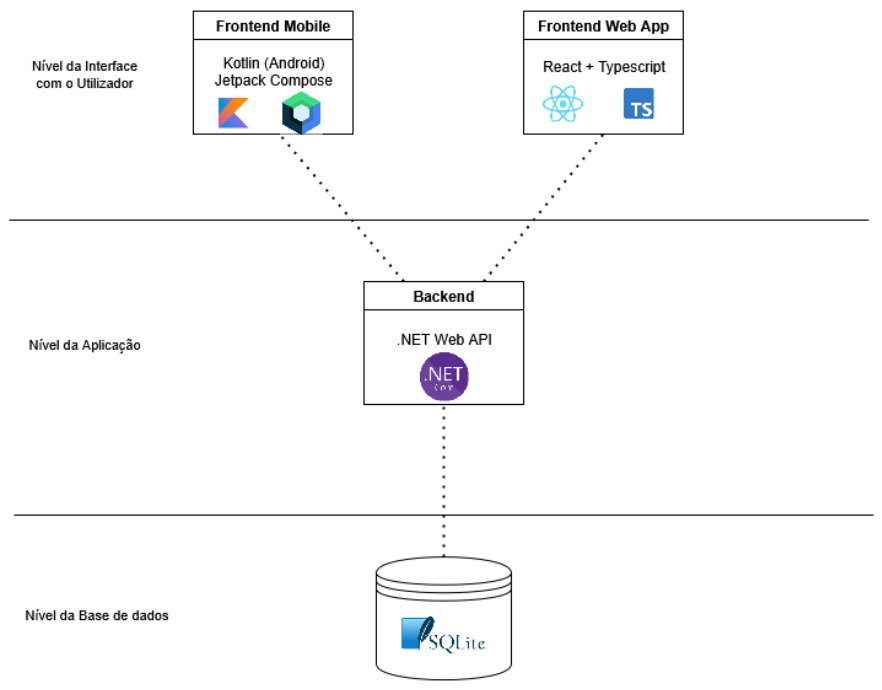 Frontend Mobile
Frontend Web App
Nível da Interface
com o Utilizador
Kotlin (Android)
Jetpack Compose
React + Typescript
TS
Backend
Nível da Aplicação
.NET Web API
.NET
Core
Nível da Base de dados
SQLite